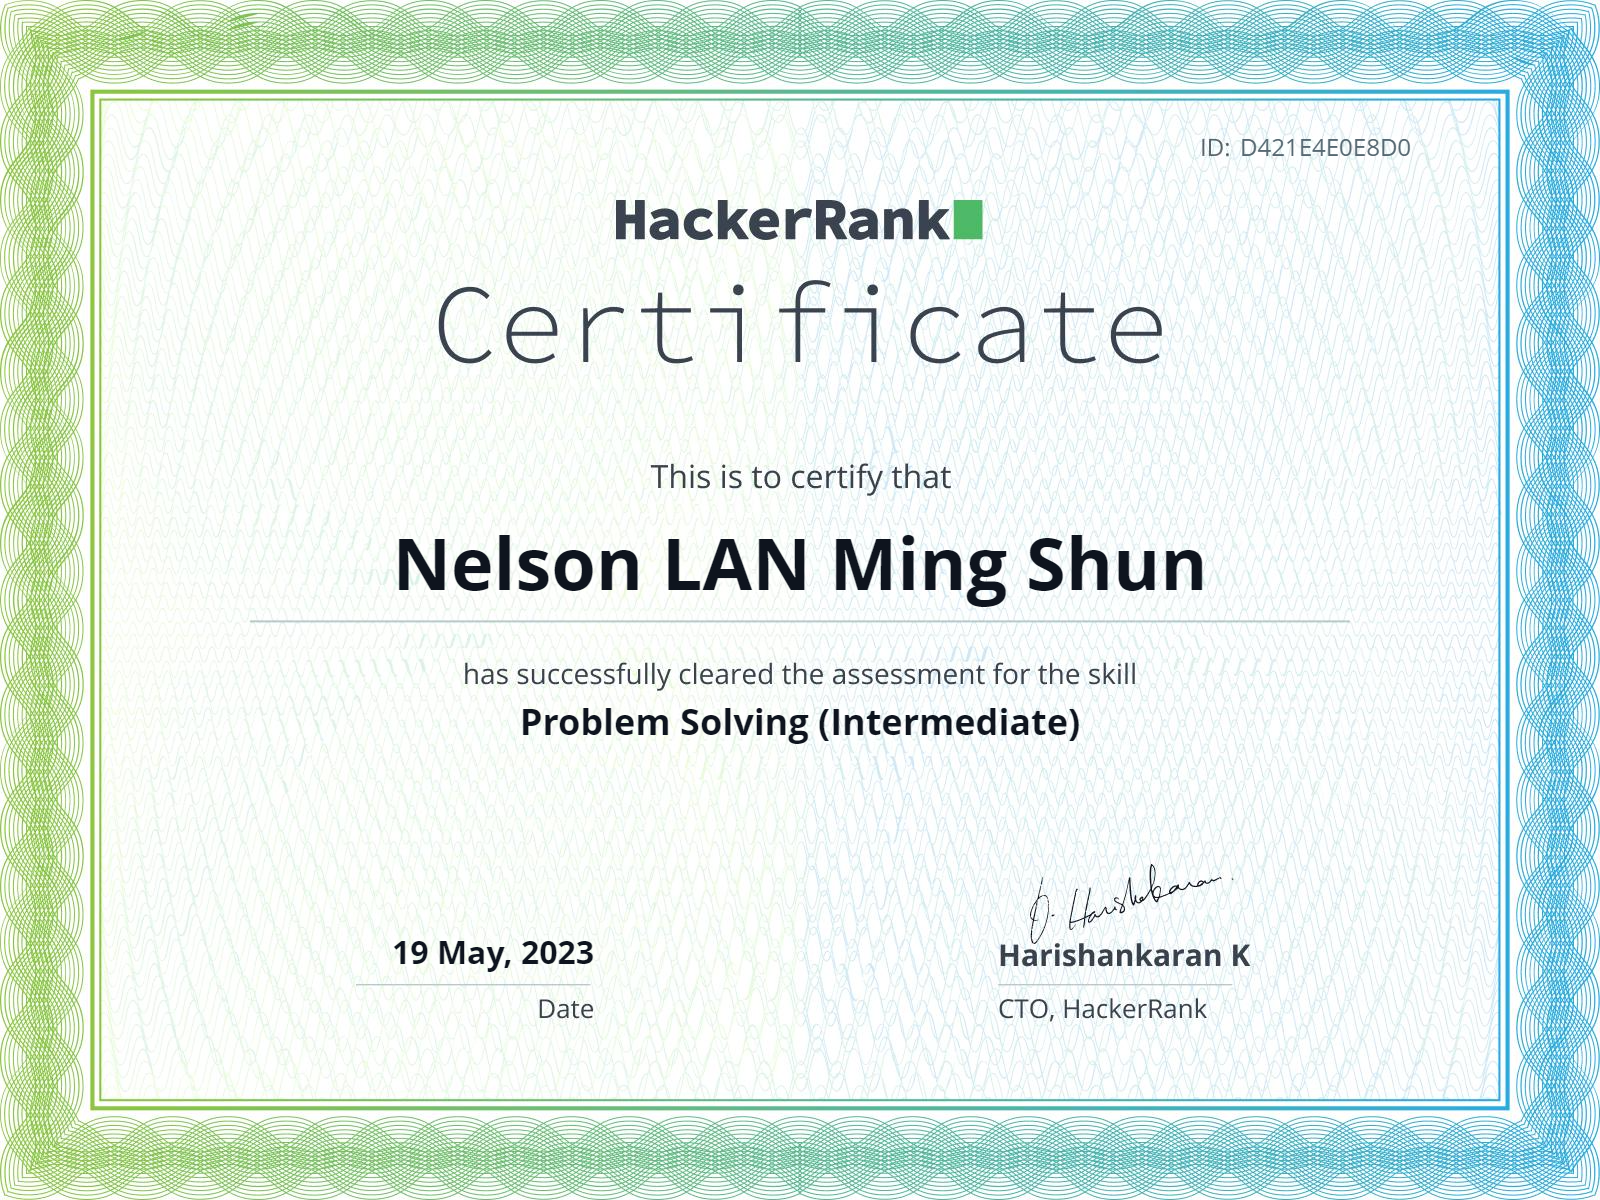 ID: D421E4E0E8D0
HackerRank
Certificate
This is to certify that
Nelson LAN Ming Shun
has successfully cleared the assessment for the skill
Problem Solving (Intermediate)
19 May, 2023
Date
Harishankaran K
CTO, HackerRank